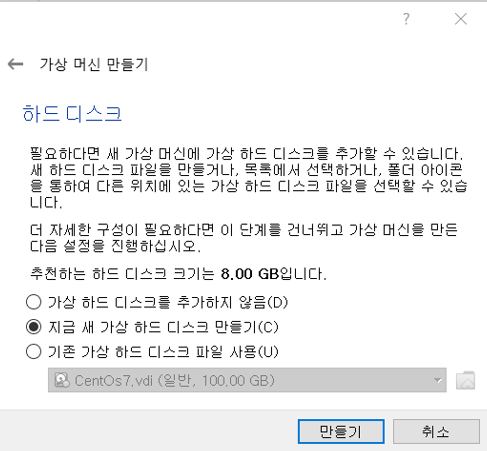 ?
가상 머신 만들기
하드 디스크
필요하다면 새 가상 머신에 가상 하드 디스크를 추가할 수 있습니다.
새 하드 디스크 파일을 만들거나, 목록에서 선택하거나, 폴더 아이콘
을 통하여 다른 위치에 있는 가상 하드 디스크 파일을 선택할 수 있습
니다.
더 자세한 구성이 필요하다면 이 단계를 건너뛰고 가상 머신을 만든
다음 설정을 진행하십시오.
추천하는 하드 디스크 크기는 8.00 GB입니다.
가상 하드 디스크를 추가하지 않음(D)
지금 새 가상 하드 디스크 만들기(C)
기존 가상 하드 디스크 파일 사용(U)
CentOs7.vdi (일반, 100.00 GB)
만들기
취소